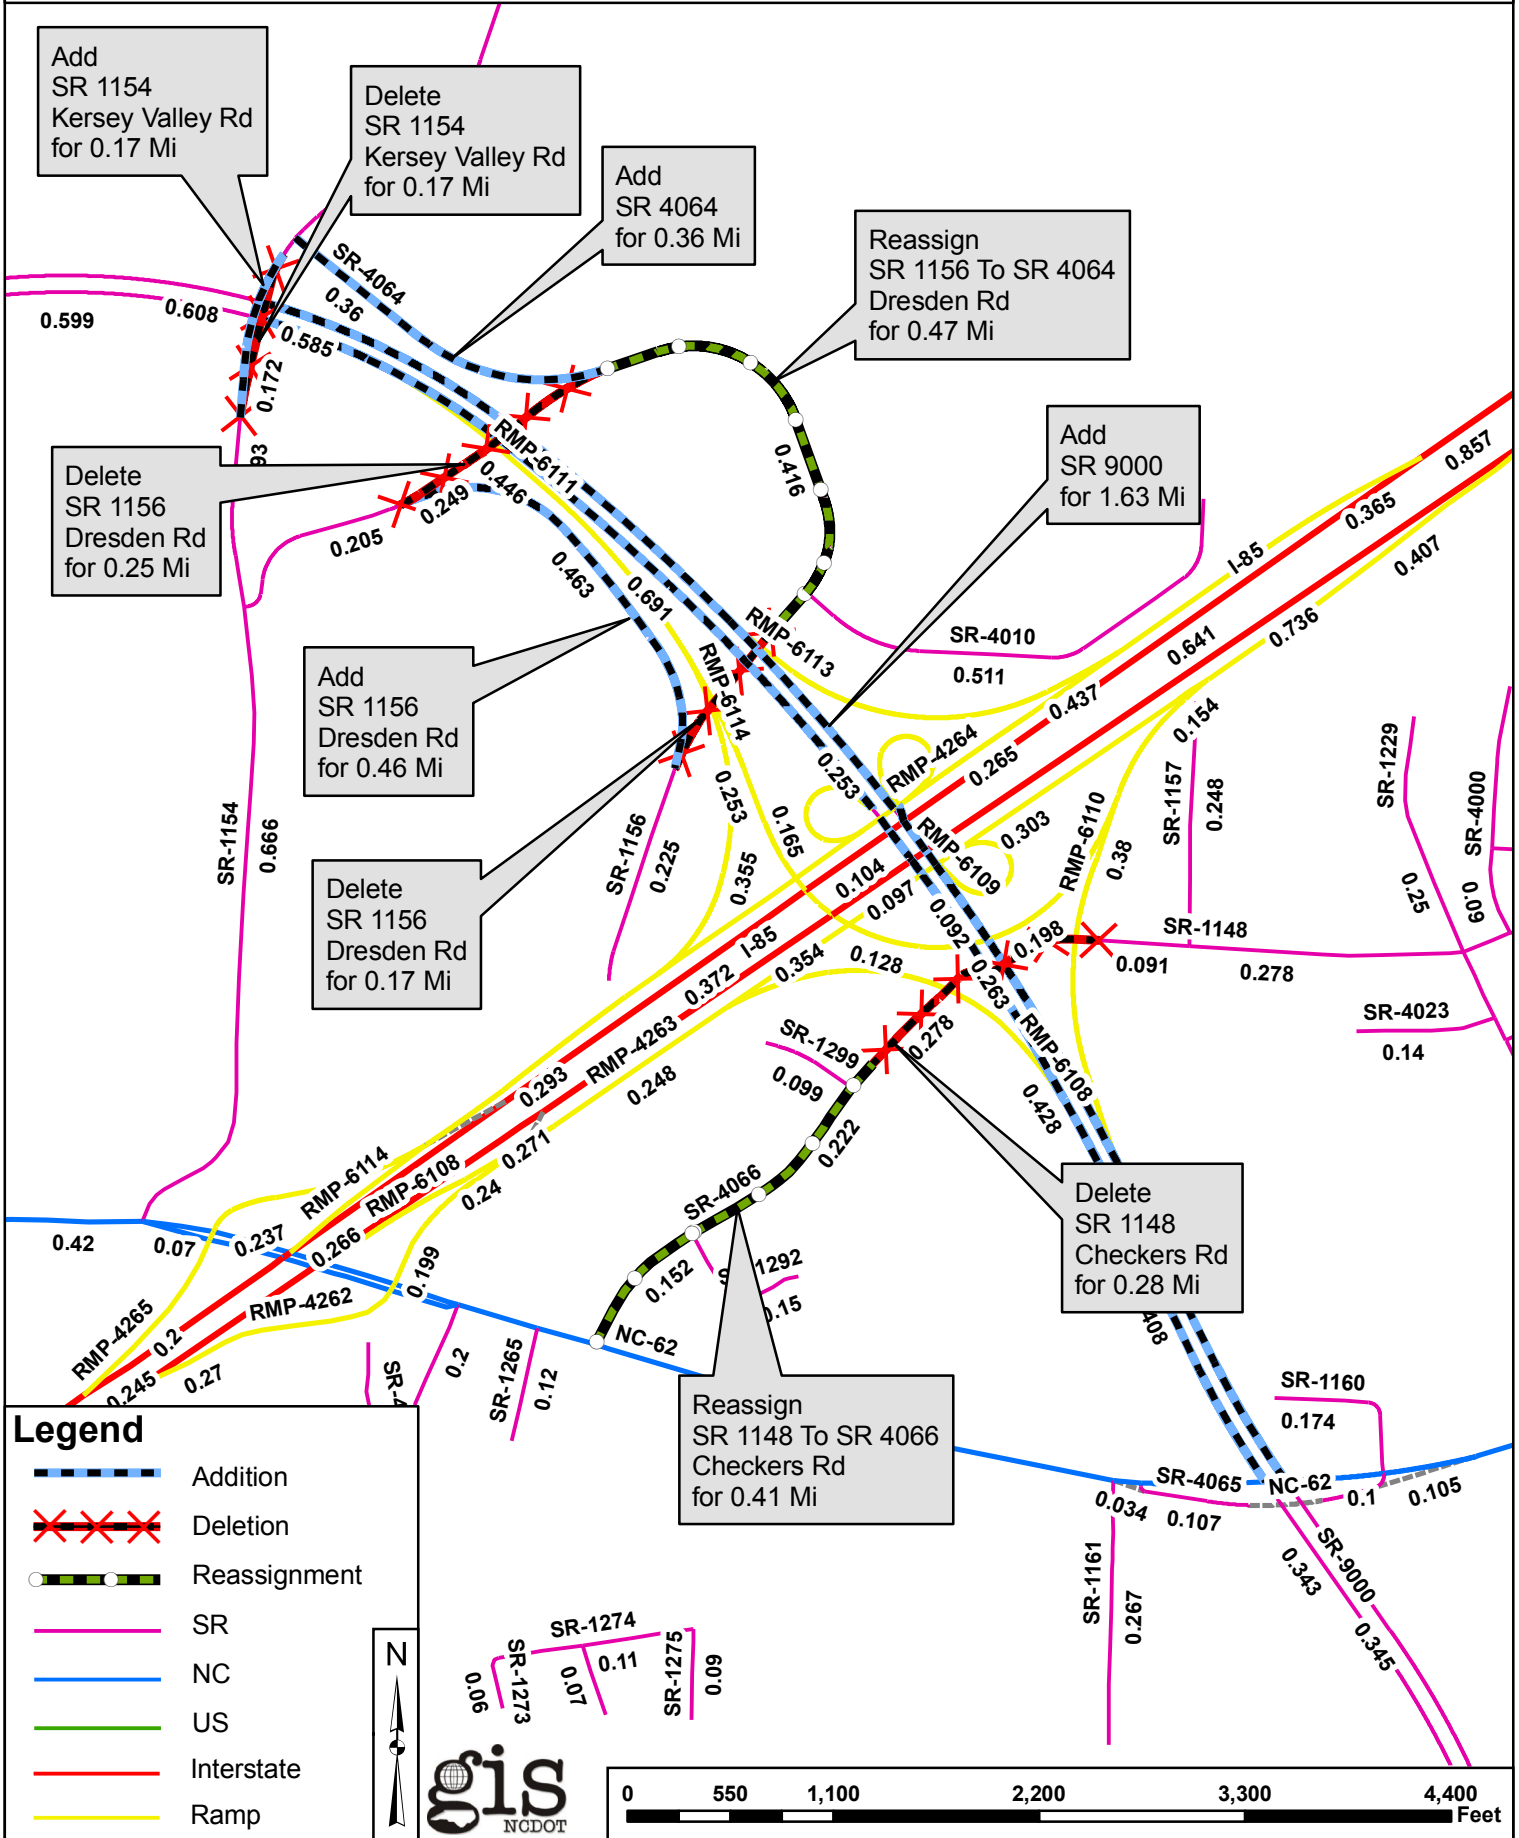 Add
SR 1154
Kersey Valley Rd
for 0.17 Mi
Delete
SR 1154
Kersey Valley Rd
for 0.17 Mi
Add
SR 4064
for 0.36 Mi
Reassign
SR 1156 To SR 4064
Dresden Rd
for 0.47 Mi
SR-4064
0.36
0.599
0.608
0.585
0.172
93
Add
SR 9000
for 1.63 Mi
Delete
SR 1156
Dresden Rd
for 0.25 Mi
RMP-6111
0.446
0.249
0.205
0.416
0.463
0.691
0.857
0.365
0.407
I-85
0.641
0.736
RMP-6113
RMP-6114
SR-4010
0.511
0.437
0.154
Add
SR 1156
Dresden Rd
for 0.46 Mi
RMP-4264
0.265
0.253
0.253
0.165
0.303
RMP-6109
RMP-6110
0.38
SR-1157
0.248
SR-1229
0.25
SR-4000
0.09
SR-1154
0.666
SR-1156
0.225
0.355
0.104
0.097
0.092
Delete
SR 1156
Dresden Rd
for 0.17 Mi
I-85
0.372
0.354
0.128
0.263
0.198
0.091
SR-1148
0.278
SR-4023
0.14
0.278
SR-1299
0.099
RMP-4263
0.293
0.248
0.271
0.222
RMP-6108
0.428
Delete
SR 1148
Checkers Rd
for 0.28 Mi
408
RMP-6114
RMP-6108
0.24
SR-4066
0.152
S
1292
0.15
0.42
0.07
0.237
0.266
0.199
RMP-4262
RMP-4265
0.2
0.245
0.27
SR-4
0.2
SR-1265
0.12
NC-62
Reassign
SR 1148 To SR 4066
Checkers Rd
for 0.41 Mi
SR-1160
0.174
SR-4065
NC-62
0.034
0.107
0.1
0.105
SR-1161
0.267
SR-9000
0.343
0.345
SR-1274
0.11
SR-1273
0.06
0.07
SR-1275
0.09
Legend
Addition
Deletion
Reassignment
SR
NC
US
Interstate
Ramp
N
gis
NCDOT
0 550 1,100 2,200 3,300 4,400
Feet